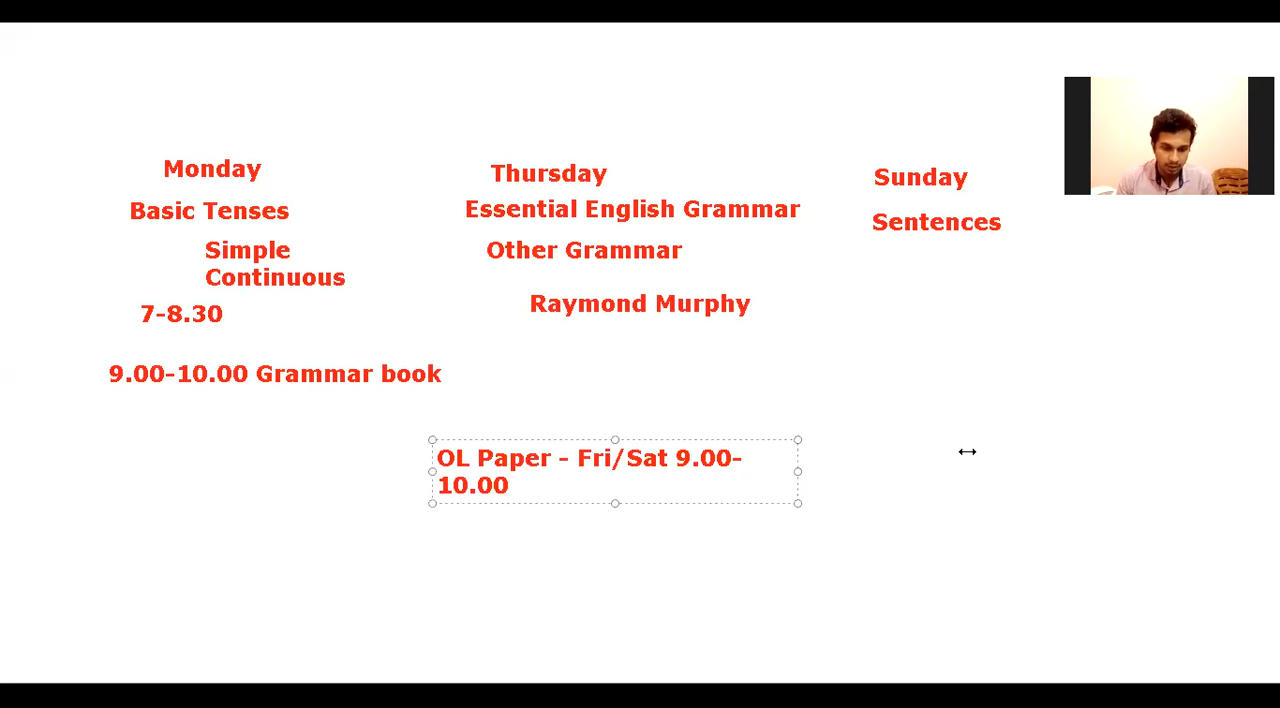 Monday
Basic Tenses
Simple
Continuous
7-8.30
9.00-10.00 Grammar book
Thursday
Essential English Grammar
Other Grammar
Raymond Murphy
Sunday
Sentences
OL Paper - Fri/Sat 9.00-
10.00